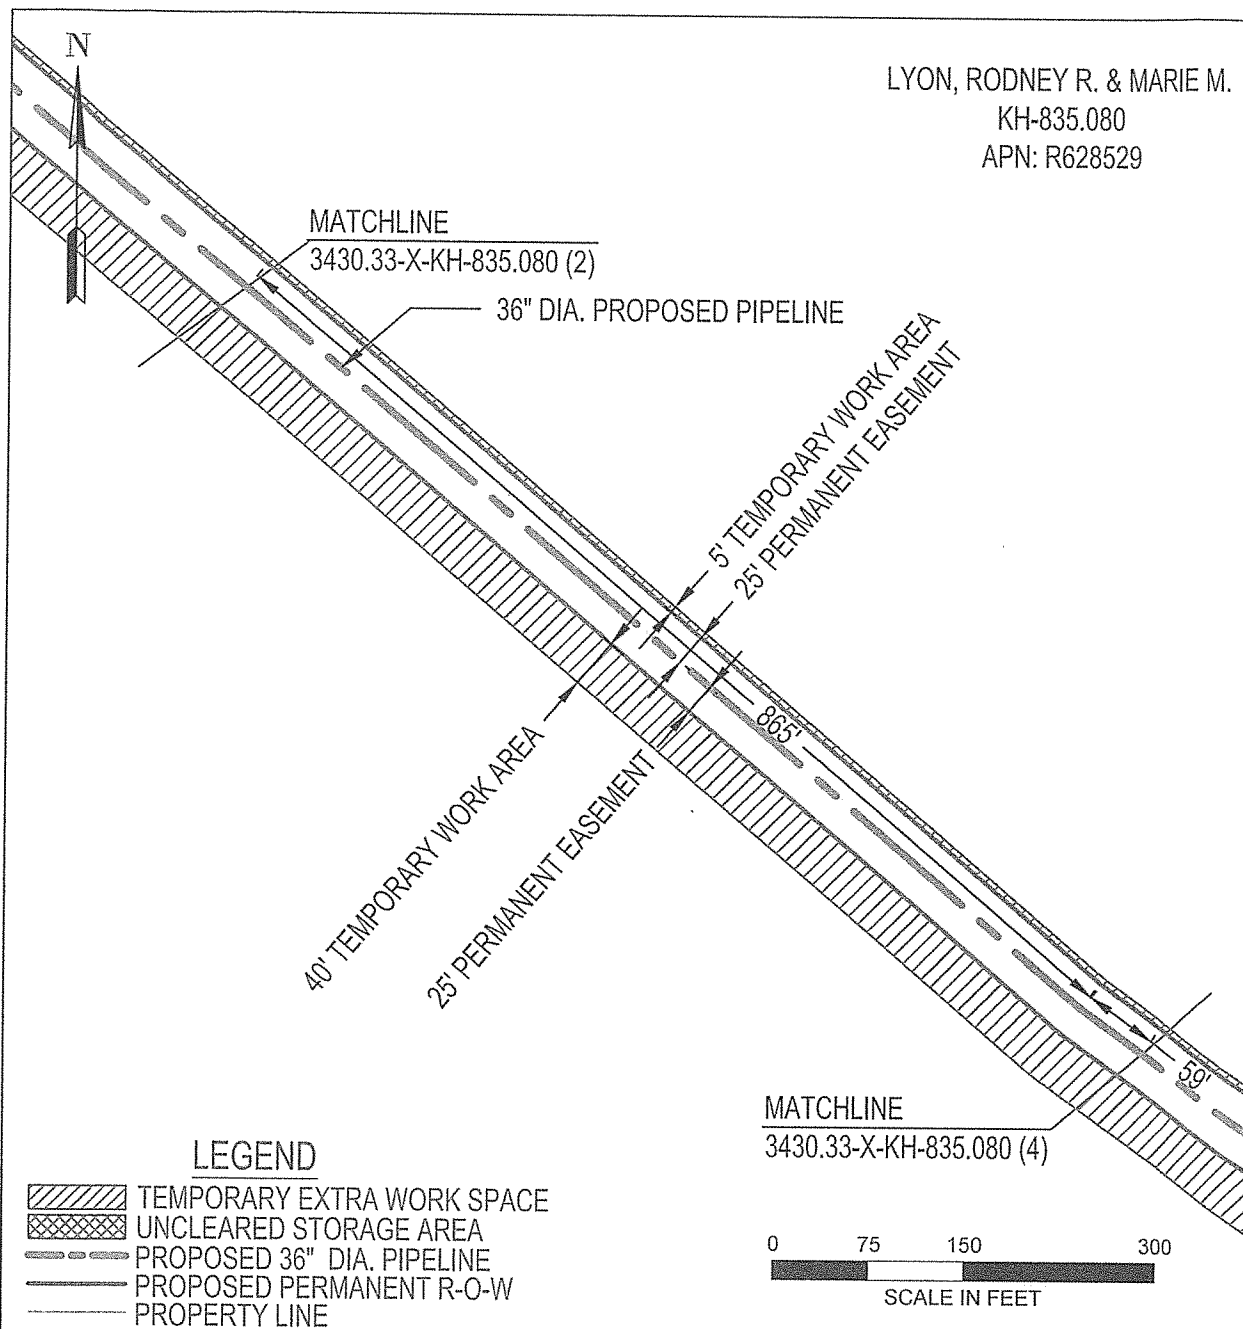 N
LYON, RODNEY R. & MARIE M.
KH-835.080
APN: R628529
MATCHLINE
3430.33-X-KH-835.080 (2)
36" DIA. PROPOSED PIPELINE
5' TEMPORARY WORK AREA
25' PERMANENT EASEMENT
865'
40' TEMPORARY WORK AREA
25' PERMANENT EASEMENT
59'
MATCHLINE
3430.33-X-KH-835.080 (4)
LEGEND
TEMPORARY EXTRA WORK SPACE
UNCLEARED STORAGE AREA
PROPOSED 36" DIA. PIPELINE
PROPOSED PERMANENT R-O-W
PROPERTY LINE
0 75 150 300
SCALE IN FEET